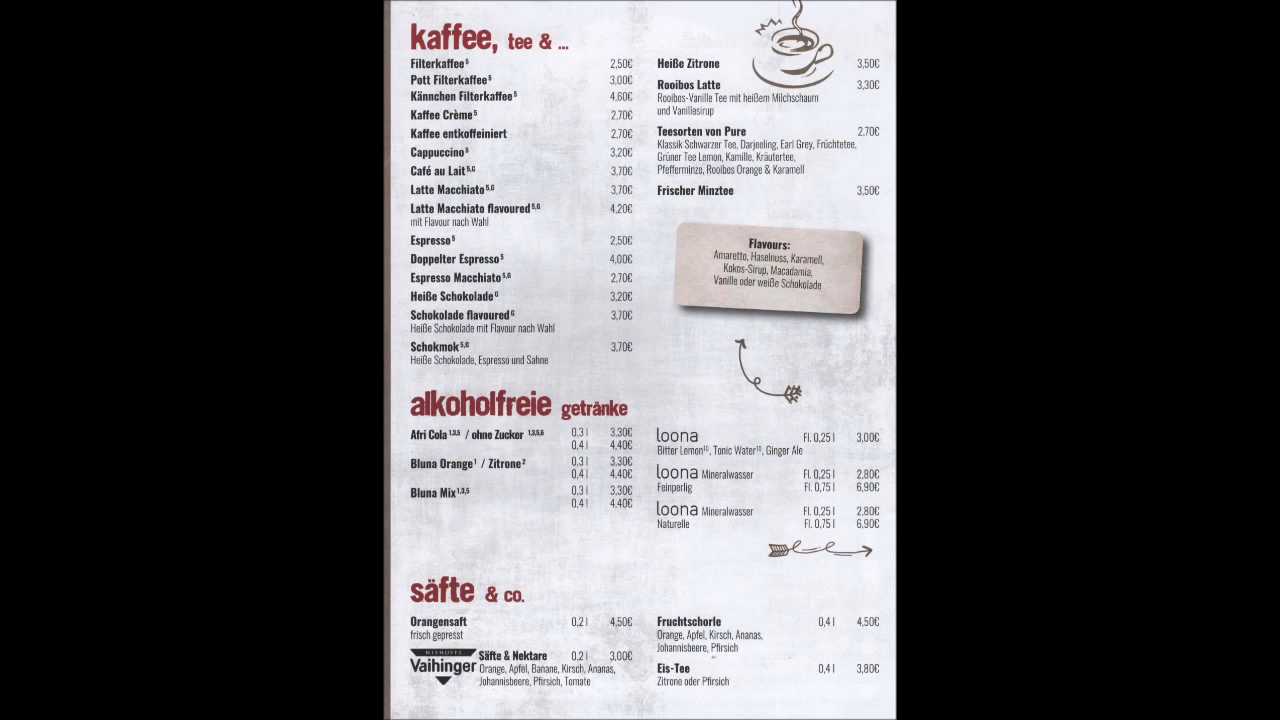 kaffee, tee & ...
Filterkaffee⁵ 2,50€
Pott Filterkaffee⁵ 3,00€
Kännchen Filterkaffee⁵ 4,60€
Kaffee Crème⁵ 2,70€
Kaffee entkoffeiniert 2,70€
Cappuccino⁵ 3,20€
Café au Lait⁵,ᴳ 3,70€
Latte Macchiato⁵,ᴳ 3,70€
Latte Macchiato flavoured⁵,ᴳ 4,20€
mit Flavour nach Wahl
Espresso⁵ 2,50€
Doppelter Espresso⁵ 4,00€
Espresso Macchiato⁵,ᴳ 2,70€
Heiße Schokoladeᴳ 3,20€
Schokolade flavouredᴳ 3,70€
Heiße Schokolade mit Flavour nach Wahl
Schokmok⁵,ᴳ 3,70€
Heiße Schokolade, Espresso und Sahne
Heiße Zitrone 3,50€
Rooibos Latte 3,30€
Rooibos-Vanille Tee mit heißem Milchschaum
und Vanillesirup
Teesorten von Pure 2,70€
Klassik Schwarzer Tee, Darjeeling, Earl Grey, Früchtetee,
Grüner Tee Lemon, Kamille, Kräutertee,
Pfefferminze, Rooibos Orange & Karamell
Frischer Minztee 3,50€
Flavours:
Amaretto, Haselnuss, Karamell,
Kokos-Sirup, Macadamia,
Vanille oder weiße Schokolade
alkoholfreie getränke
Afri Cola¹,³,⁵ / ohne Zucker ¹,³,⁵,⁶ 0,3 l 3,30€
0,4 l 4,40€
Bluna Orange¹ / Zitrone² 0,3 l 3,30€
0,4 l 4,40€
Bluna Mix¹,³,⁵ 0,3 l 3,30€
0,4 l 4,40€
loona Fl. 0,25 l 3,00€
Bitter Lemon¹⁰, Tonic Water¹⁰, Ginger Ale
loona Mineralwasser Fl. 0,25 l 2,80€
Feinperlig Fl. 0,75 l 6,90€
loona Mineralwasser Fl. 0,25 l 2,80€
Naturelle Fl. 0,75 l 6,90€
säfte & co.
Orangensaft 0,2 l 4,50€
frisch gepresst
NIEHOFFS
Vaihinger
Säfte & Nektare 0,2 l 3,00€
Orange, Apfel, Banane, Kirsch, Ananas,
Johannisbeere, Pfirsich, Tomate
Fruchtschorle 0,4 l 4,50€
Orange, Apfel, Kirsch, Ananas,
Johannisbeere, Pfirsich
Eis-Tee 0,4 l 3,80€
Zitrone oder Pfirsich